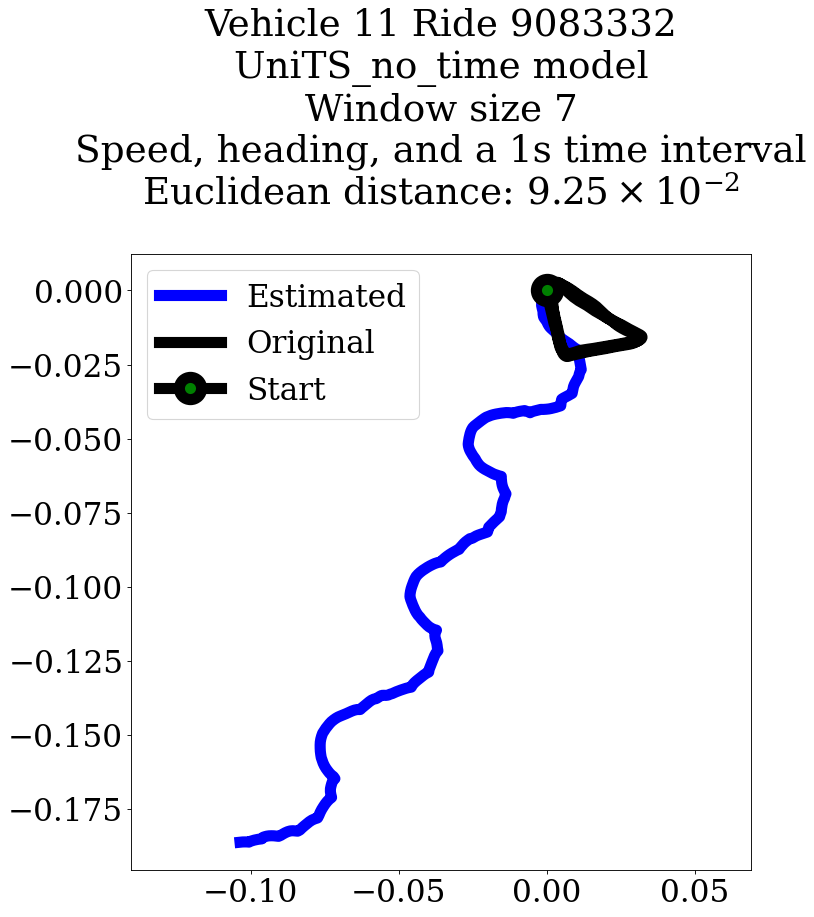 Vehicle 11 Ride 9083332
UniTS_no_time model
Window size 7
Speed, heading, and a 1s time interval
Euclidean distance: 9.25 × 10⁻²
Estimated
Original
Start
0.000
−0.025
−0.050
−0.075
−0.100
−0.125
−0.150
−0.175
−0.10
−0.05
0.00
0.05